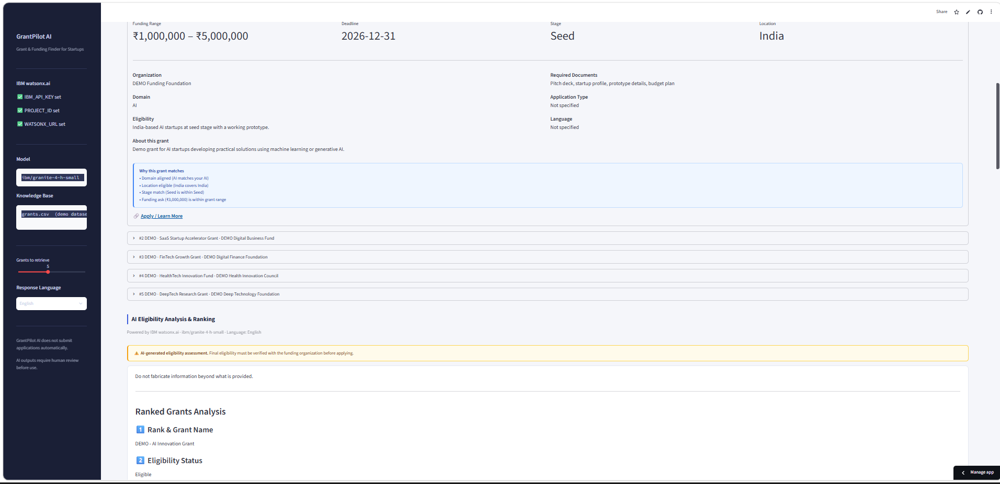 Share
GrantPilot AI
Grant & Funding Finder for Startups
IBM watsonx.ai
✅ IBM_API_KEY set
✅ PROJECT_ID set
✅ WATSONX_URL set
Model
ibm/granite-4-h-small
Knowledge Base
grants.csv (demo datase
Grants to retrieve
5
Response Language
English
GrantPilot AI does not submit
applications automatically.
AI outputs require human review
before use.
Funding Range
₹1,000,000 – ₹5,000,000
Deadline
2026-12-31
Stage
Seed
Location
India
Organization
DEMO Funding Foundation
Domain
AI
Eligibility
India-based AI startups at seed stage with a working prototype.
About this grant
Demo grant for AI startups developing practical solutions using machine learning or generative AI.
Required Documents
Pitch deck, startup profile, prototype details, budget plan
Application Type
Not specified
Language
Not specified
Why this grant matches
• Domain aligned (AI matches your AI)
• Location eligible (India covers India)
• Stage match (Seed is within Seed)
• Funding ask (₹3,000,000) is within grant range
🔗 Apply / Learn More
#2 DEMO · SaaS Startup Accelerator Grant · DEMO Digital Business Fund
#3 DEMO · FinTech Growth Grant · DEMO Digital Finance Foundation
#4 DEMO · HealthTech Innovation Fund · DEMO Health Innovation Council
#5 DEMO · DeepTech Research Grant · DEMO Deep Technology Foundation
AI Eligibility Analysis & Ranking
Powered by IBM watsonx.ai · ibm/granite-4-h-small · Language: English
⚠️ AI-generated eligibility assessment. Final eligibility must be verified with the funding organization before applying.
Do not fabricate information beyond what is provided.
Ranked Grants Analysis
1️⃣ Rank & Grant Name
DEMO - AI Innovation Grant
2️⃣ Eligibility Status
Eligible
Manage app